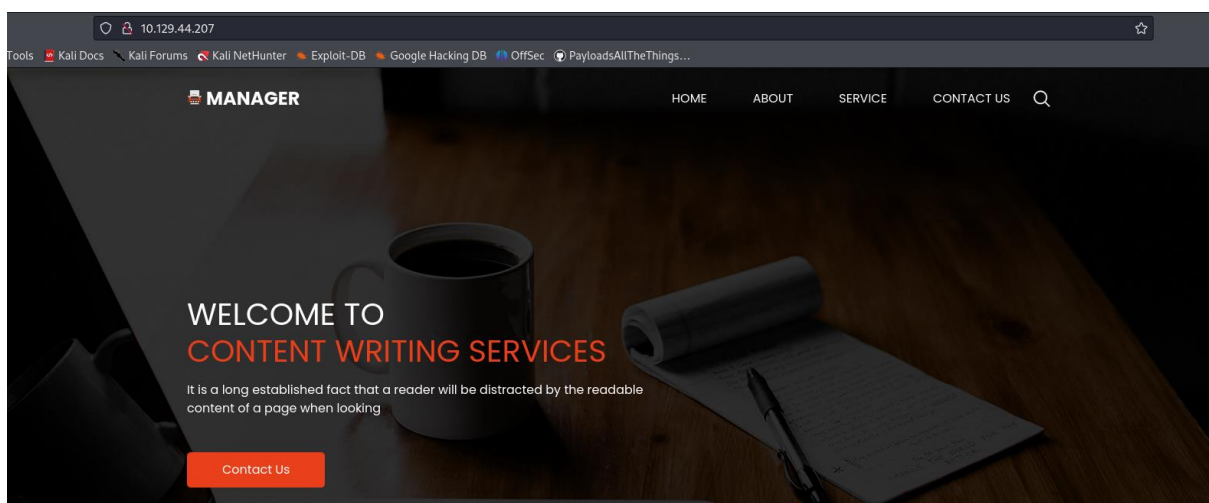 10.129.44.207
Tools Kali Docs Kali Forums Kali NetHunter Exploit-DB Google Hacking DB OffSec PayloadsAllTheThings...
MANAGER HOME ABOUT SERVICE CONTACT US
WELCOME TO
CONTENT WRITING SERVICES
It is a long established fact that a reader will be distracted by the readable
content of a page when looking
Contact Us